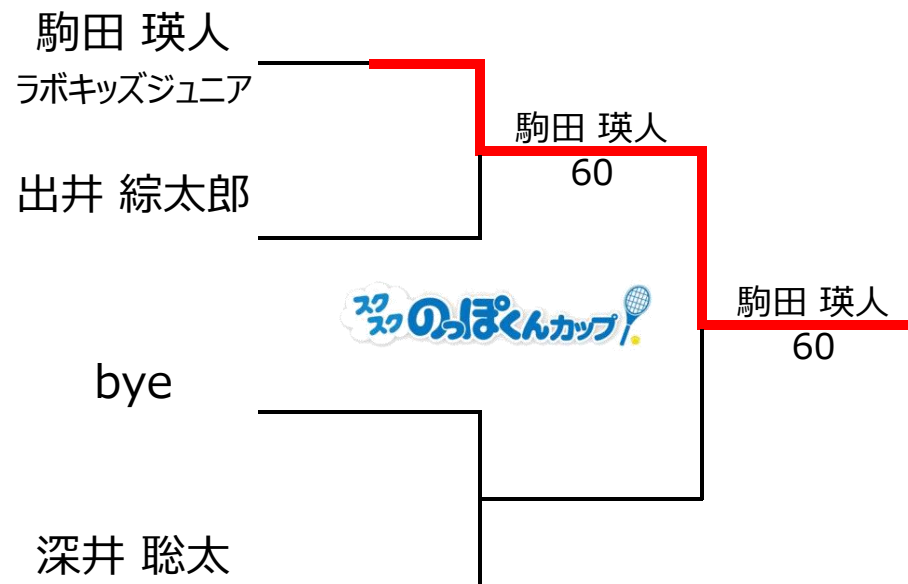 駒田 瑛人
ラボキッズジュニア
駒田 瑛人
60
出井 綜太郎
スク
スク のっぽくんカップ
駒田 瑛人
60
bye
深井 聡太